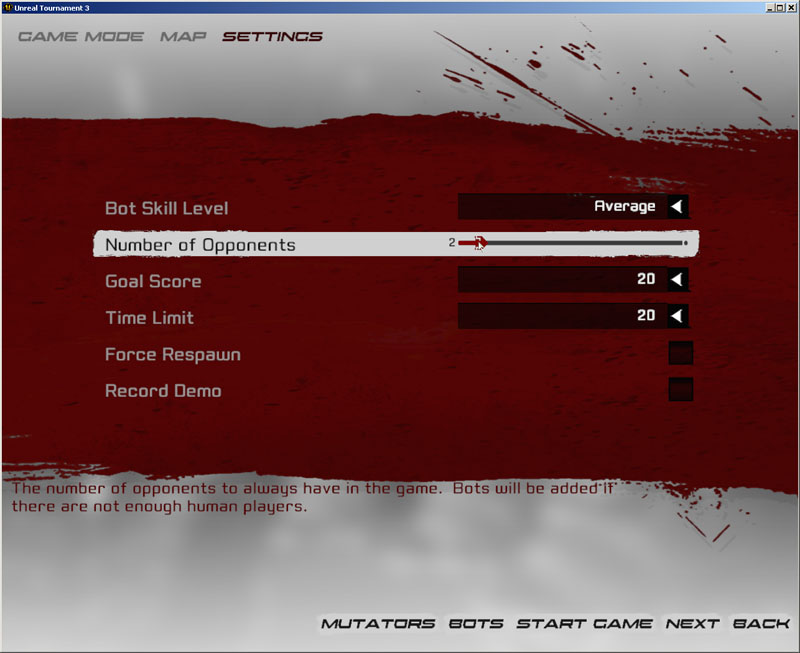 Unreal Tournament 3
GAME MODE MAP SETTINGS
Bot Skill Level Average
Number of Opponents 2
Goal Score 20
Time Limit 20
Force Respawn
Record Demo
The number of opponents to always have in the game. Bots will be added if
there are not enough human players.
MUTATORS BOTS START GAME NEXT BACK